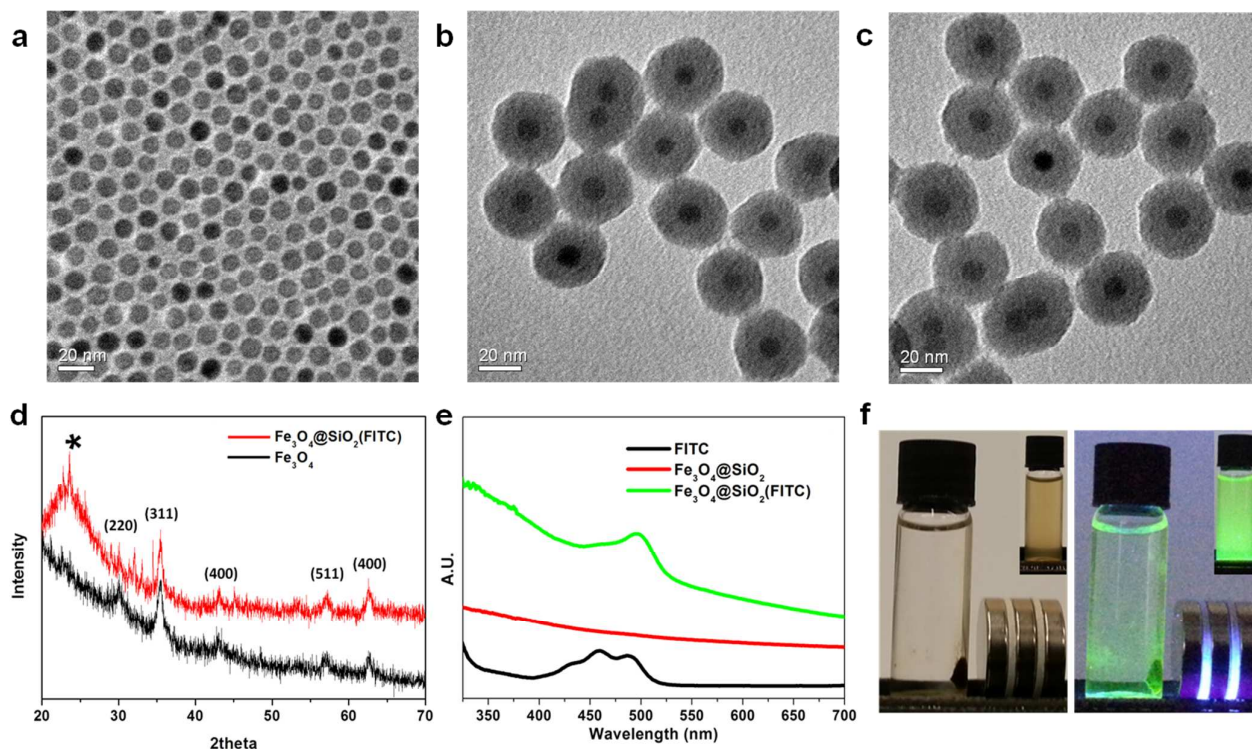 a
b
c
20 nm
20 nm
20 nm
d
*
Fe₃O₄@SiO₂(FITC)
Fe₃O₄
(220)
(311)
(400)
(511)
(400)
Intensity
20 30 40 50 60 70
2theta
e
FITC
Fe₃O₄@SiO₂
Fe₃O₄@SiO₂(FITC)
A.U.
350 400 450 500 550 600 650 700
Wavelength (nm)
f